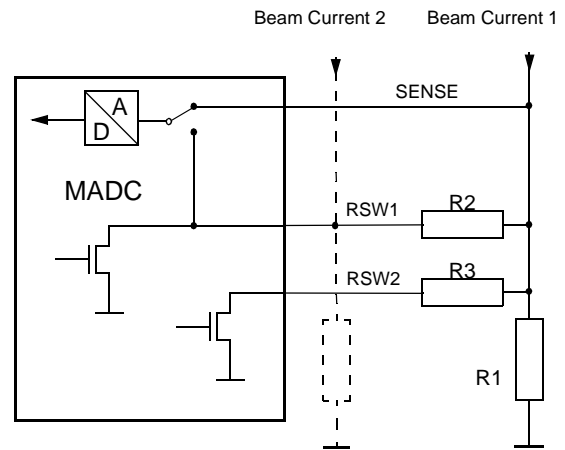 Beam Current 2
Beam Current 1
SENSE
A
D
MADC
RSW1
R2
RSW2
R3
R1